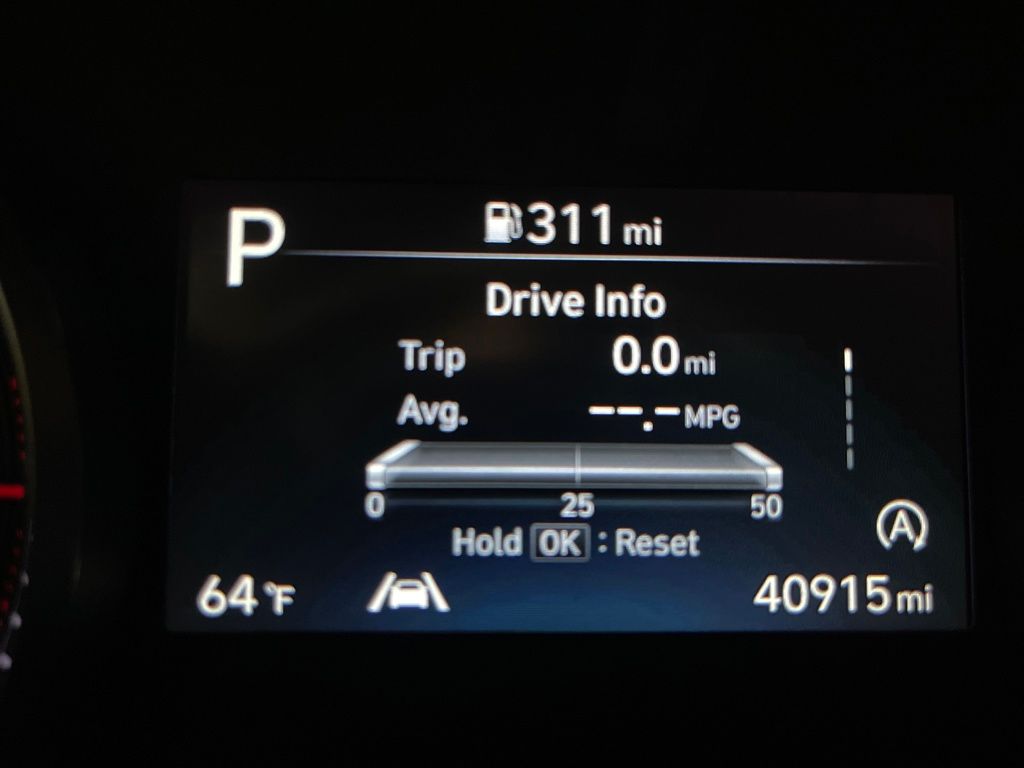 P
311 mi
Drive Info
Trip 0.0 mi
Avg. --.- MPG
0 25 50
Hold OK : Reset
A
64 °F 40915 mi